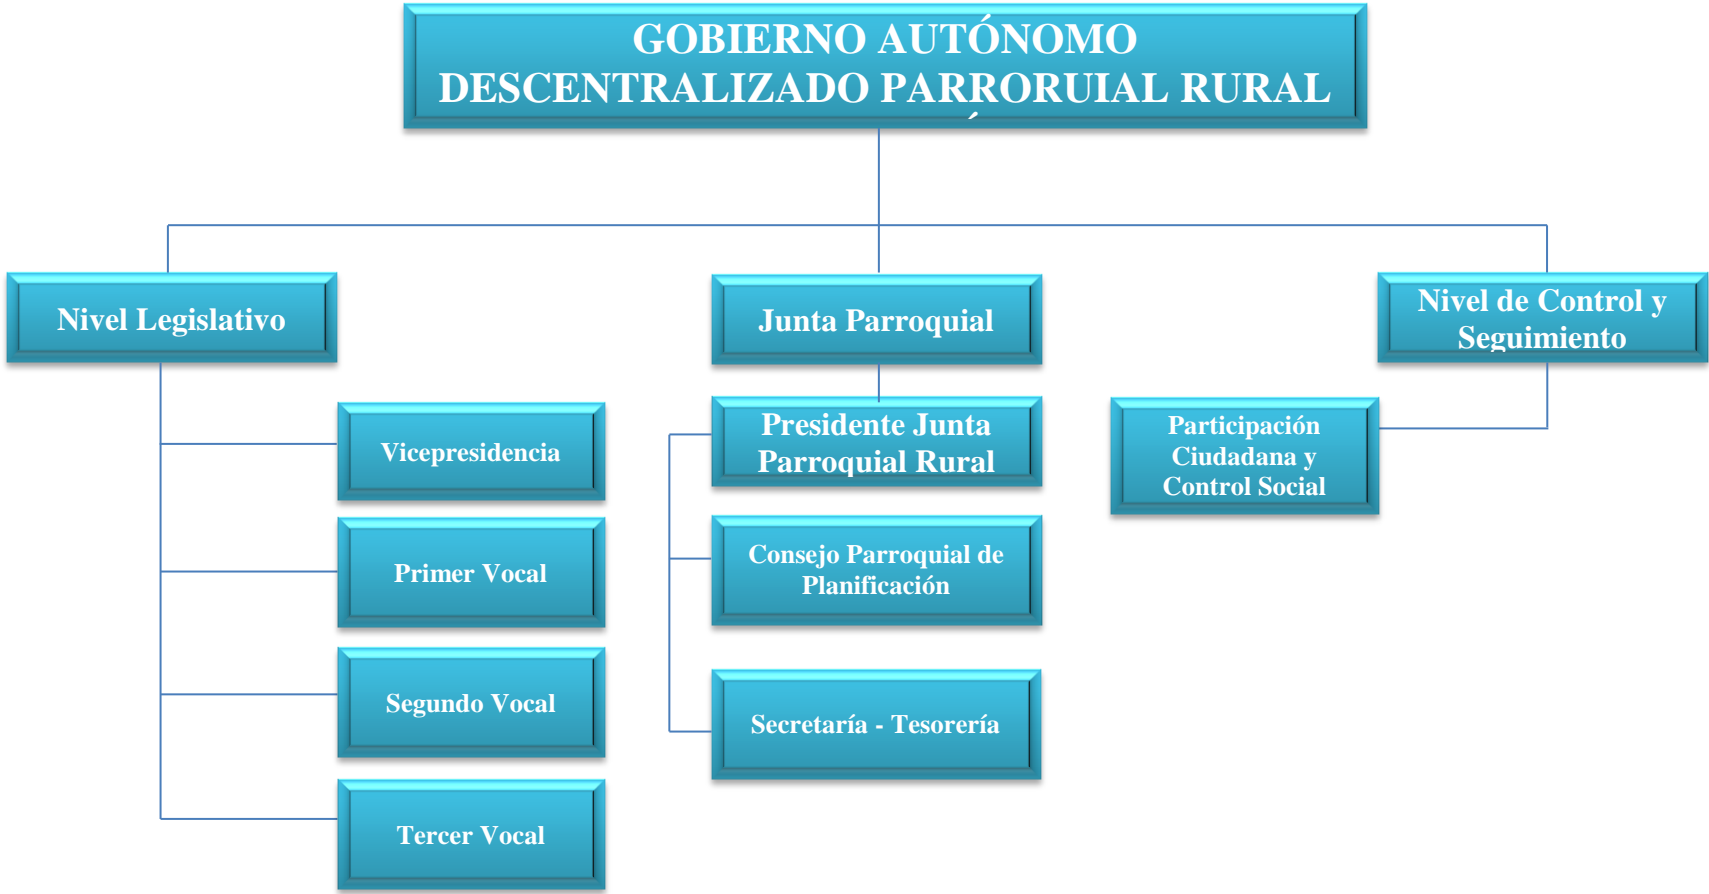 GOBIERNO AUTÓNOMO
DESCENTRALIZADO PARRORUIAL RURAL
Nivel Legislativo
Junta Parroquial
Nivel de Control y
Seguimiento
Vicepresidencia
Primer Vocal
Segundo Vocal
Tercer Vocal
Presidente Junta
Parroquial Rural
Consejo Parroquial de
Planificación
Secretaría - Tesorería
Participación
Ciudadana y
Control Social